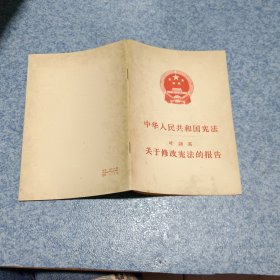 中华人民共和国宪法
叶剑英
关于修改宪法的报告